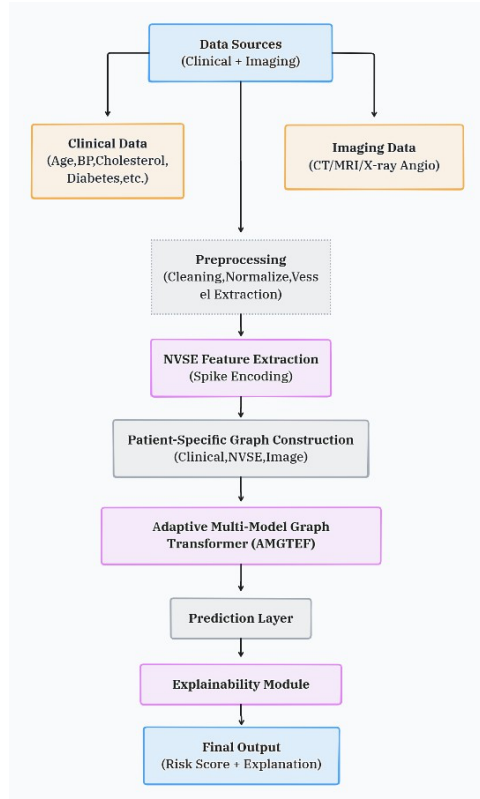 Data Sources
(Clinical + Imaging)
Clinical Data
(Age,BP,Cholesterol,
Diabetes,etc.)
Imaging Data
(CT/MRI/X-ray Angio)
Preprocessing
(Cleaning,Normalize,Vess
el Extraction)
NVSE Feature Extraction
(Spike Encoding)
Patient-Specific Graph Construction
(Clinical,NVSE,Image)
Adaptive Multi-Model Graph
Transformer (AMGTEF)
Prediction Layer
Explainability Module
Final Output
(Risk Score + Explanation)